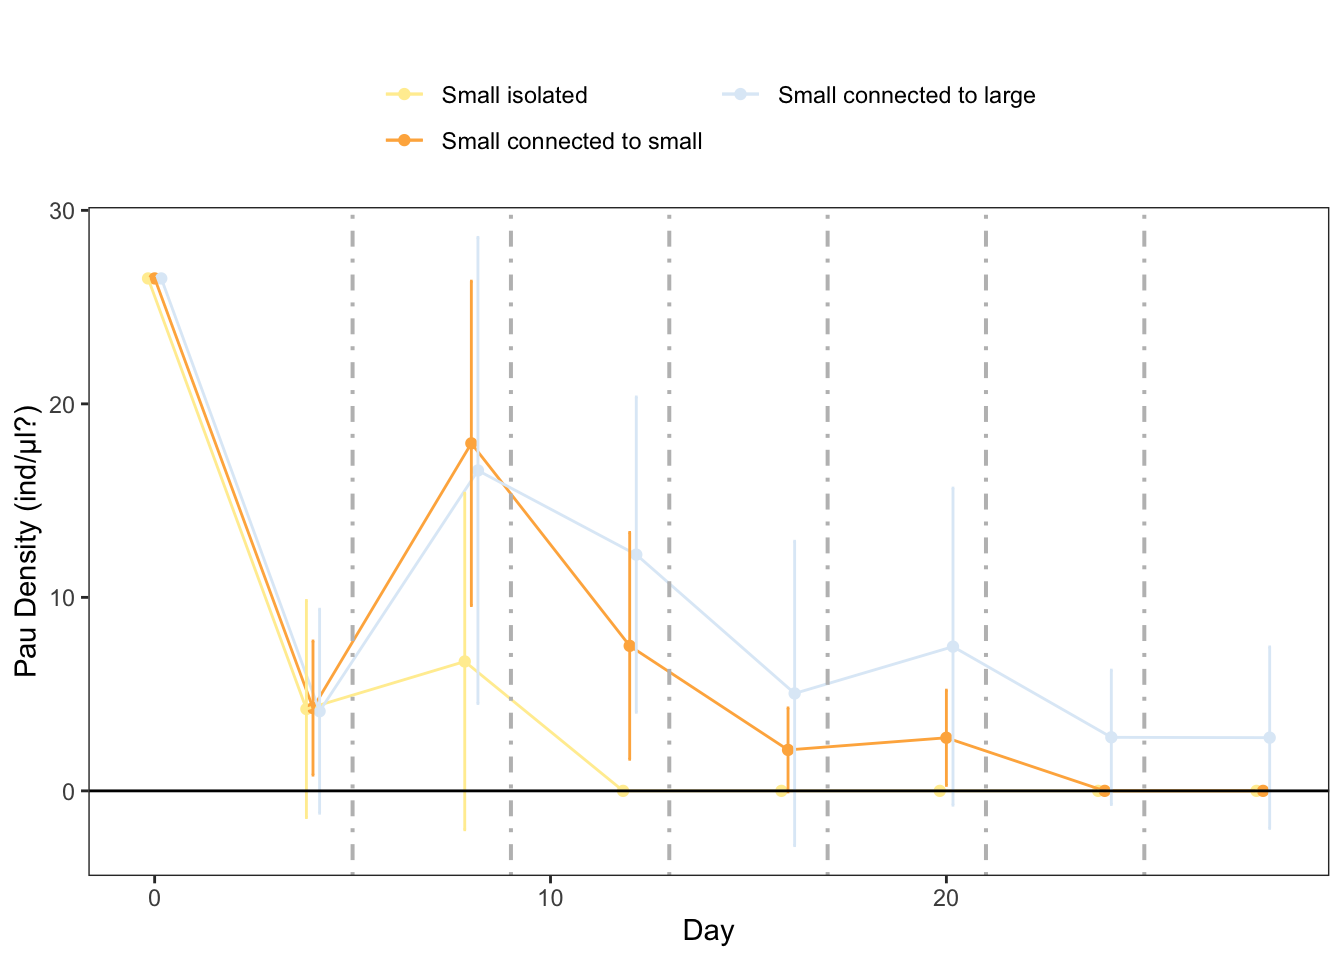 Small isolated
Small connected to large
Small connected to small
30
20
10
0
Pau Density (ind/µl?)
0
10
20
Day